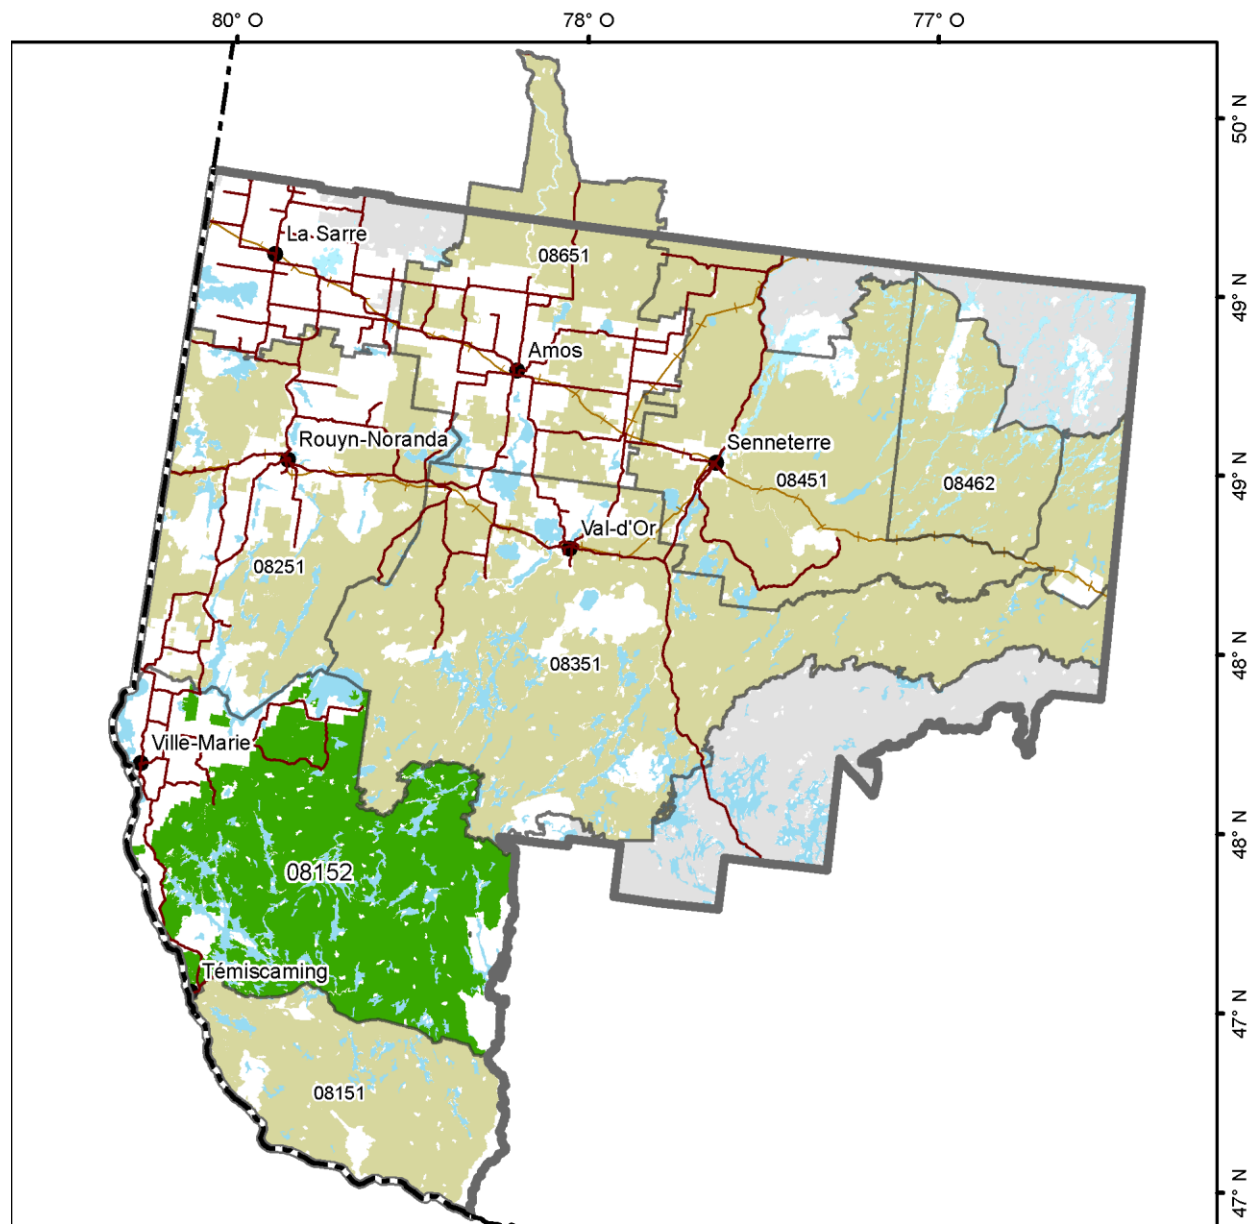 80° O
78° O
77° O
50° N
La Sarre
08651
49° N
Amos
Rouyn-Noranda
Senneterre
08451
08462
49° N
Val-d'Or
08251
08351
48° N
Ville-Marie
48° N
08152
Témiscaming
47° N
08151
47° N